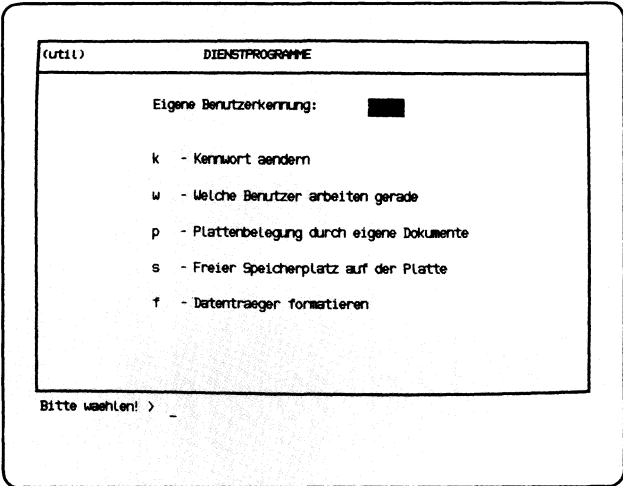 (util) DIENSTPROGRAMME
Eigene Benutzerkennung:
k - Kennwort aendern
w - Welche Benutzer arbeiten gerade
p - Plattenbelegung durch eigene Dokumente
s - Freier Speicherplatz auf der Platte
f - Datentraeger formatieren
Bitte waehlen! > _